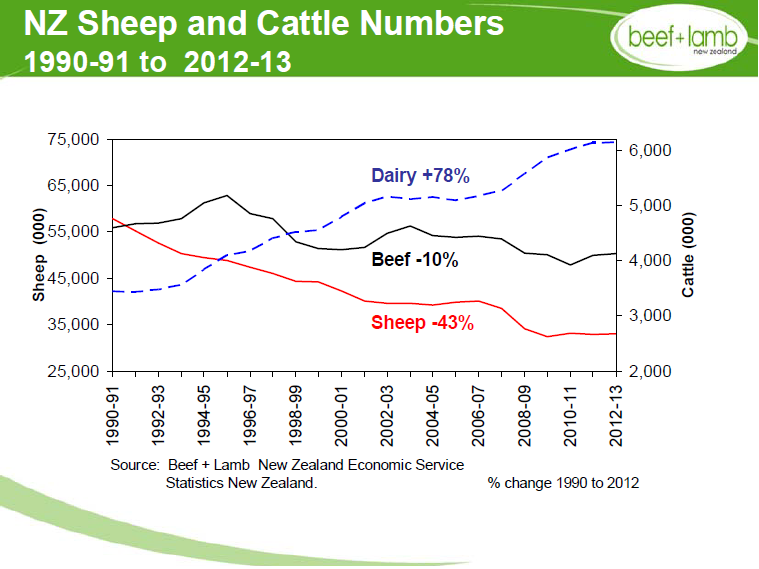 NZ Sheep and Cattle Numbers
1990-91 to 2012-13
beef+lamb
new zealand
75,000
65,000
55,000
45,000
35,000
25,000
Sheep (000)
6,000
5,000
4,000
3,000
2,000
Cattle (000)
Dairy +78%
Beef -10%
Sheep -43%
1990-91
1992-93
1994-95
1996-97
1998-99
2000-01
2002-03
2004-05
2006-07
2008-09
2010-11
2012-13
Source: Beef + Lamb New Zealand Economic Service
Statistics New Zealand.
% change 1990 to 2012